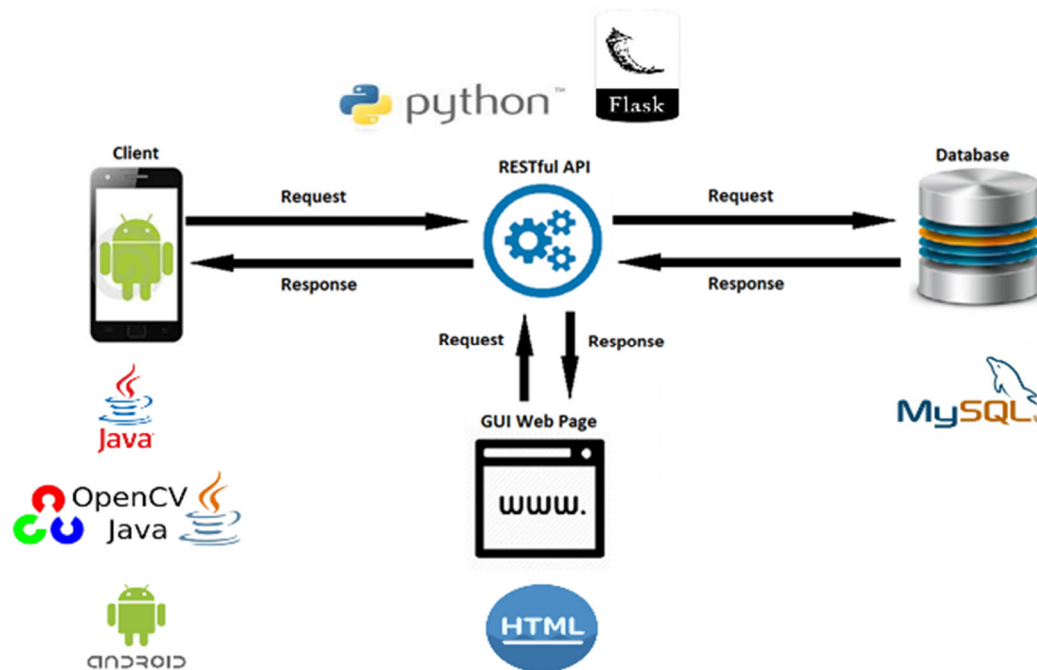 python™
Flask
Client
RESTful API
Database
Request
Request
Response
Response
Request
Response
Java
GUI Web Page
MySQL
OpenCV
Java
www.
HTML
ANDROID